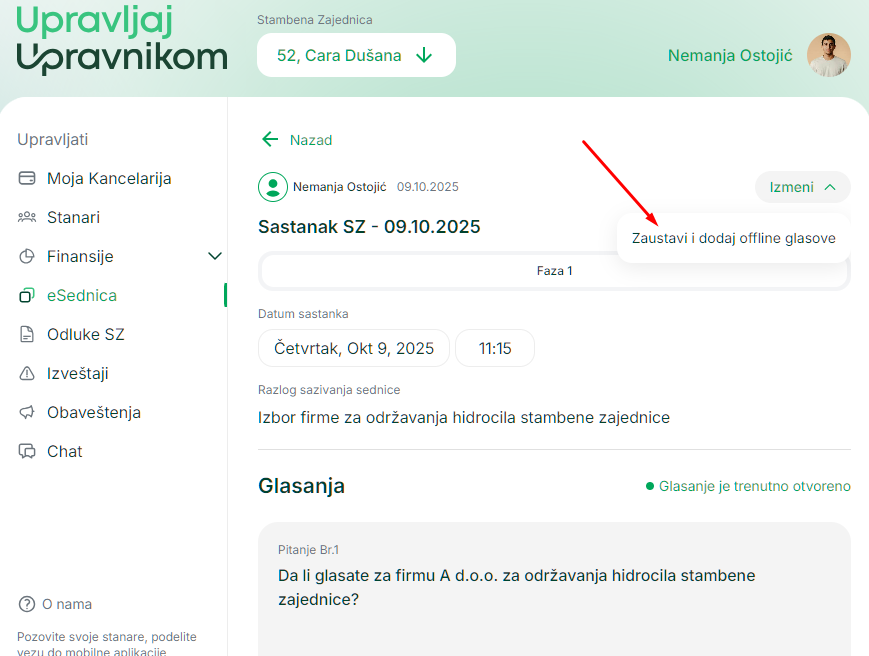 Upravljaj
Upravnikom
Stambena Zajednica
52, Cara Dušana
Nemanja Ostojić
Upravljati
Moja Kancelarija
Stanari
Finansije
eSednica
Odluke SZ
Izveštaji
Obaveštenja
Chat
O nama
Pozovite svoje stanare, podelite
vezu do mobilne aplikacije
Nazad
Nemanja Ostojić 09.10.2025
Izmeni
Sastanak SZ - 09.10.2025
Zaustavi i dodaj offline glasove
Faza 1
Datum sastanka
Četvrtak, Okt 9, 2025 11:15
Razlog sazivanja sednice
Izbor firme za održavanja hidrocila stambene zajednice
Glasanja
Glasanje je trenutno otvoreno
Pitanje Br.1
Da li glasate za firmu A d.o.o. za održavanja hidrocila stambene
zajednice?